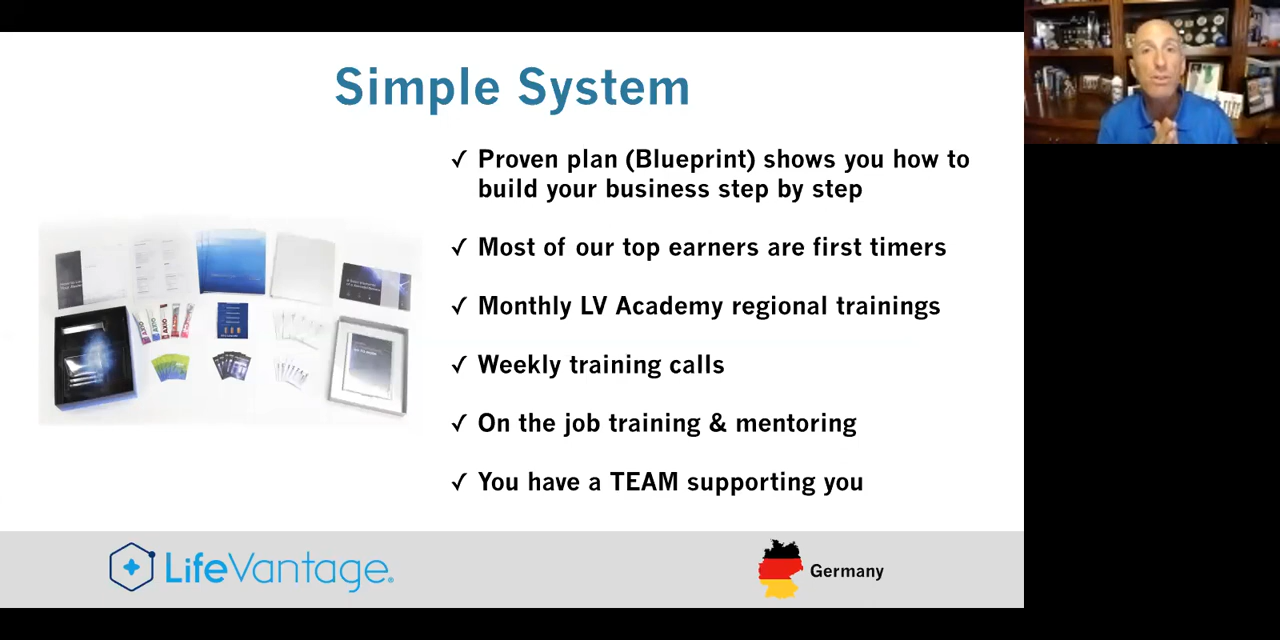 Simple System
✓ Proven plan (Blueprint) shows you how to
build your business step by step
✓ Most of our top earners are first timers
✓ Monthly LV Academy regional trainings
✓ Weekly training calls
✓ On the job training & mentoring
✓ You have a TEAM supporting you
AXIO
LifeVantage®
Germany